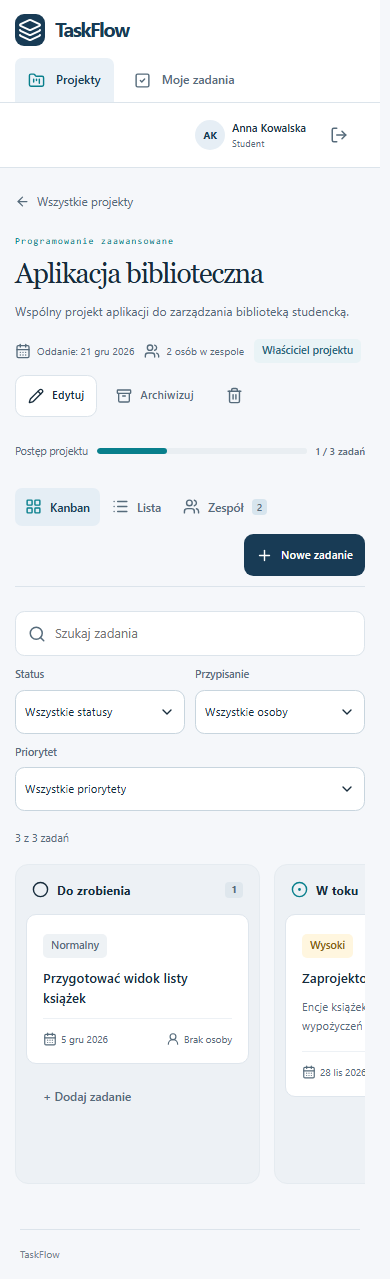 TaskFlow
Projekty
Moje zadania
AK
Anna Kowalska
Student
Wszystkie projekty
Programowanie zaawansowane
Aplikacja biblioteczna
Wspólny projekt aplikacji do zarządzania biblioteką studencką.
Oddanie: 21 gru 2026
2 osób w zespole
Właściciel projektu
Edytuj
Archiwizuj
Postęp projektu
1 / 3 zadań
Kanban
Lista
Zespół 2
Nowe zadanie
Szukaj zadania
Status
Przypisanie
Wszystkie statusy
Wszystkie osoby
Priorytet
Wszystkie priorytety
3 z 3 zadań
Do zrobienia 1
Normalny
Przygotować widok listy
książek
5 gru 2026
Brak osoby
+ Dodaj zadanie
W toku
Wysoki
Zaprojekto
Encje książek
wypożyczeń
28 lis 2026
TaskFlow